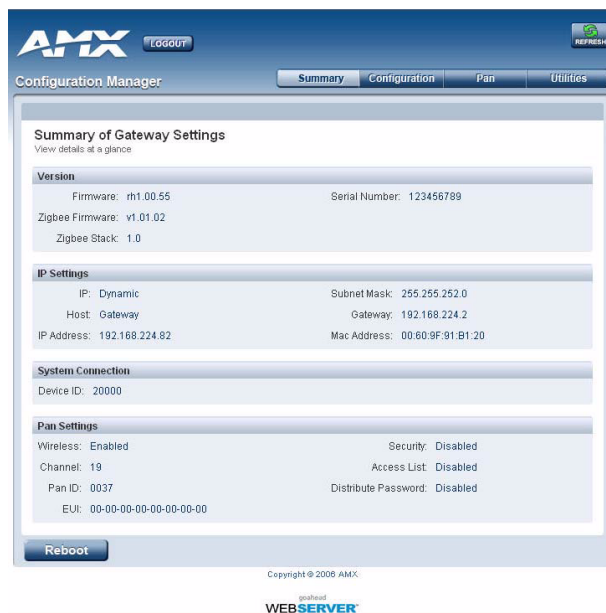 AMX LOGOUT
REFRESH
Configuration Manager
Summary Configuration Pan Utilities
Summary of Gateway Settings
View details at a glance
Version
Firmware: rh1.00.55 Serial Number: 123456789
Zigbee Firmware: v1.01.02
Zigbee Stack: 1.0
IP Settings
IP: Dynamic Subnet Mask: 255.255.252.0
Host: Gateway Gateway: 192.168.224.2
IP Address: 192.168.224.82 Mac Address: 00:60:9F:91:B1:20
System Connection
Device ID: 20000
Pan Settings
Wireless: Enabled Security: Disabled
Channel: 19 Access List: Disabled
Pan ID: 0037 Distribute Password: Disabled
EUI: 00-00-00-00-00-00-00-00
Reboot
Copyright © 2006 AMX
goahead
WEBSERVER